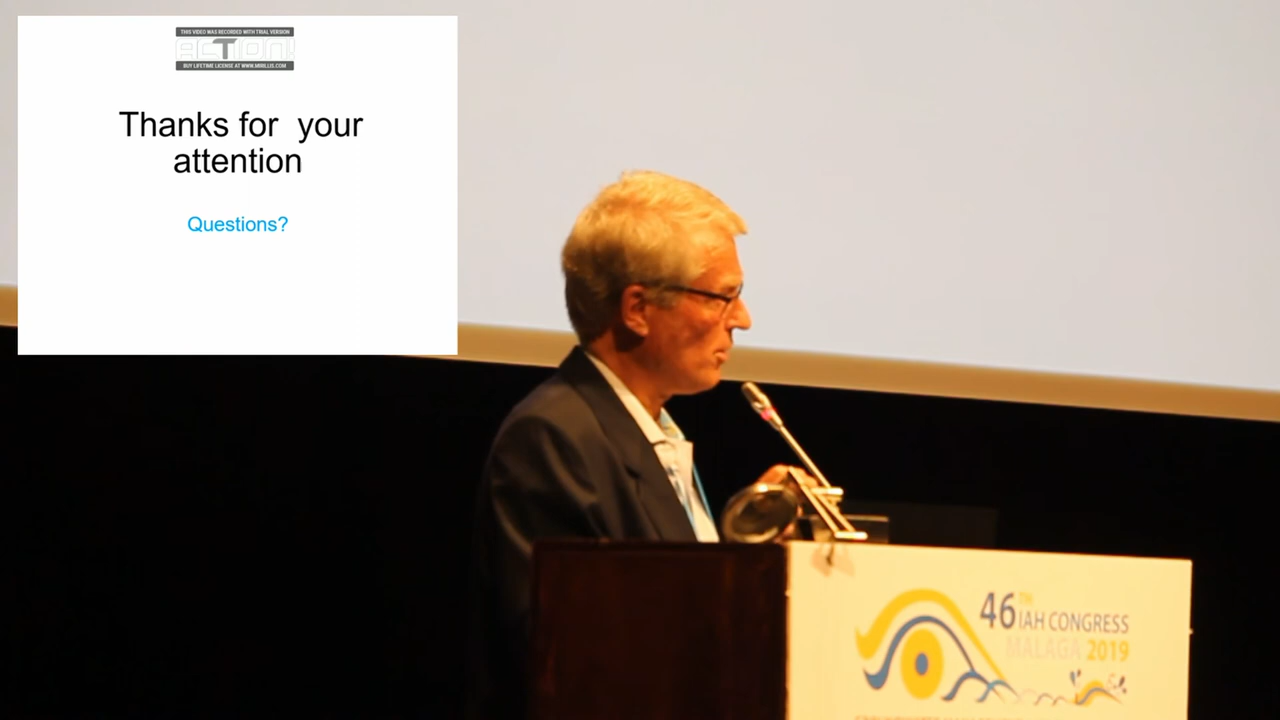 THIS VIDEO WAS RECORDED WITH TRIAL VERSION
ACTION!
BUY LIFETIME LICENSE AT WWW.MIRILLIS.COM
Thanks for  your
attention
Questions?
46TH
IAH CONGRESS
MALAGA 2019